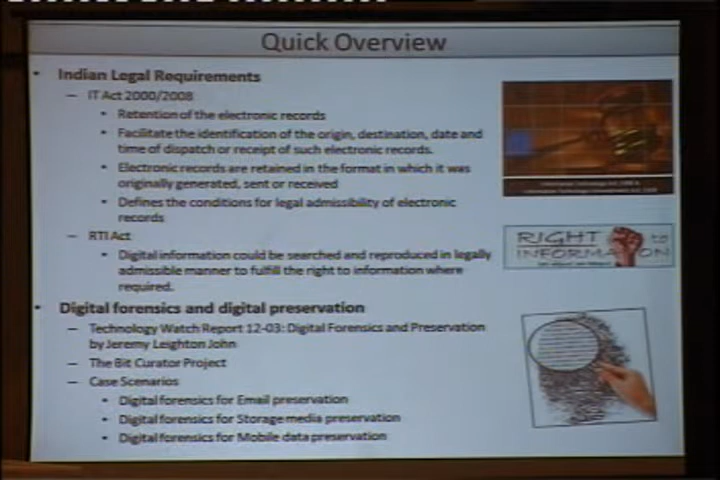 Quick Overview
• Indian Legal Requirements
– IT Act 2000/2008
• Retention of the electronic records
• Facilitate the identification of the origin, destination, date and
time of dispatch or receipt of such electronic records.
• Electronic records are retained in the format in which it was
originally generated, sent or received
• Defines the conditions for legal admissibility of electronic
records
– RTI Act
• Digital information could be searched and reproduced in legally
admissible manner to fulfill the right to information where
required.
RIGHT to
INFORMATION
• Digital forensics and digital preservation
– Technology Watch Report 12-03: Digital Forensics and Preservation
by Jeremy Leighton John
– The Bit Curator Project
– Case Scenarios
• Digital forensics for Email preservation
• Digital forensics for Storage media preservation
• Digital forensics for Mobile data preservation